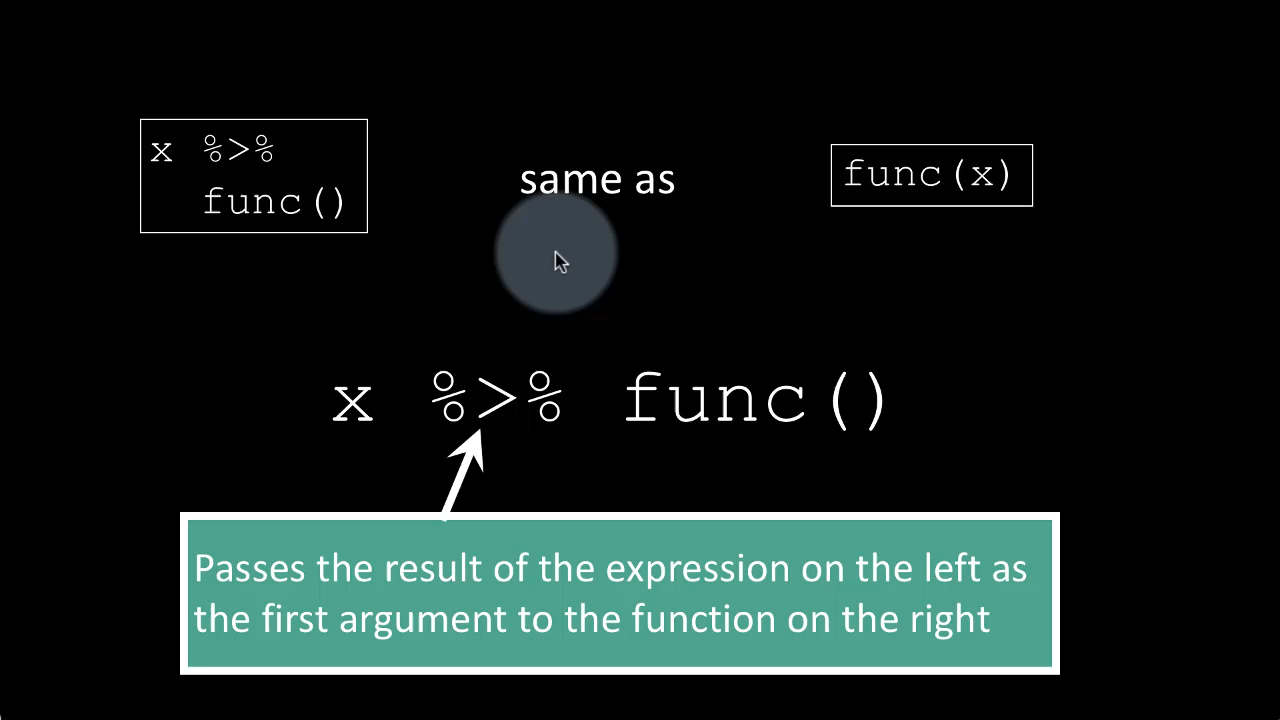 x %>%
func()
same as
func(x)
x %>% func()
Passes the result of the expression on the left as
the first argument to the function on the right